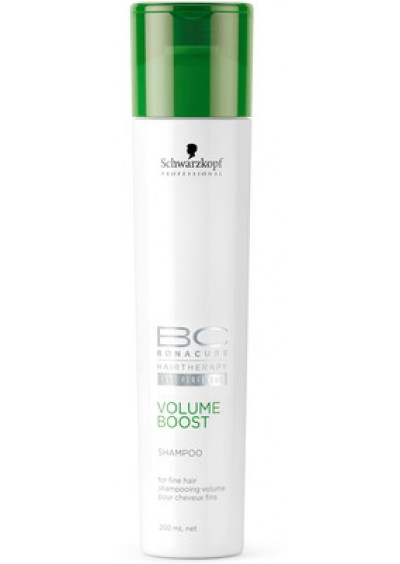 Schwarzkopf
PROFESSIONAL
BC
BONACURE
HAIRTHERAPY
VOLUME
BOOST
SHAMPOO
for fine hair
shampooing volume
pour cheveux fins
200 mL net